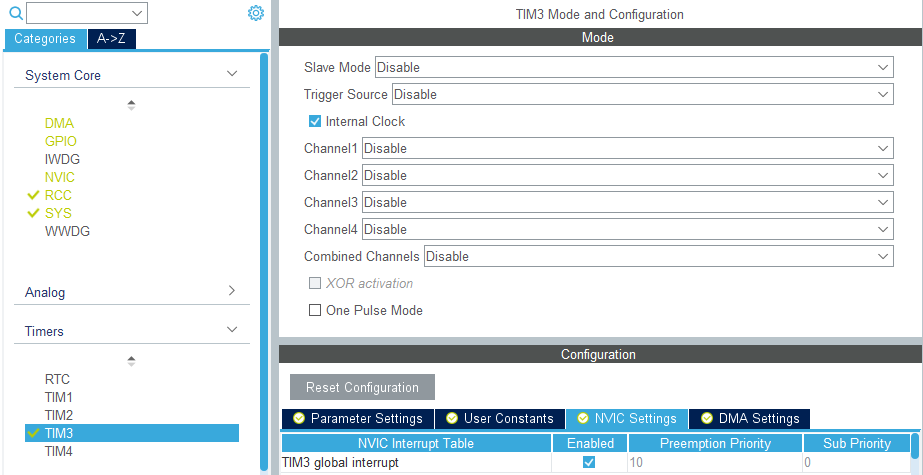 Categories A->Z
System Core
DMA
GPIO
IWDG
NVIC
RCC
SYS
WWDG
Analog
Timers
RTC
TIM1
TIM2
TIM3
TIM4
TIM3 Mode and Configuration
Mode
Slave Mode Disable
Trigger Source Disable
Internal Clock
Channel1 Disable
Channel2 Disable
Channel3 Disable
Channel4 Disable
Combined Channels Disable
XOR activation
One Pulse Mode
Configuration
Reset Configuration
Parameter Settings User Constants NVIC Settings DMA Settings
NVIC Interrupt Table Enabled Preemption Priority Sub Priority
TIM3 global interrupt 10 0